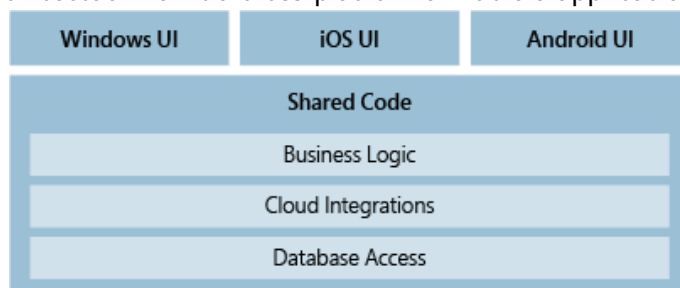 Windows UI iOS UI Android UI
Shared Code
Business Logic
Cloud Integrations
Database Access